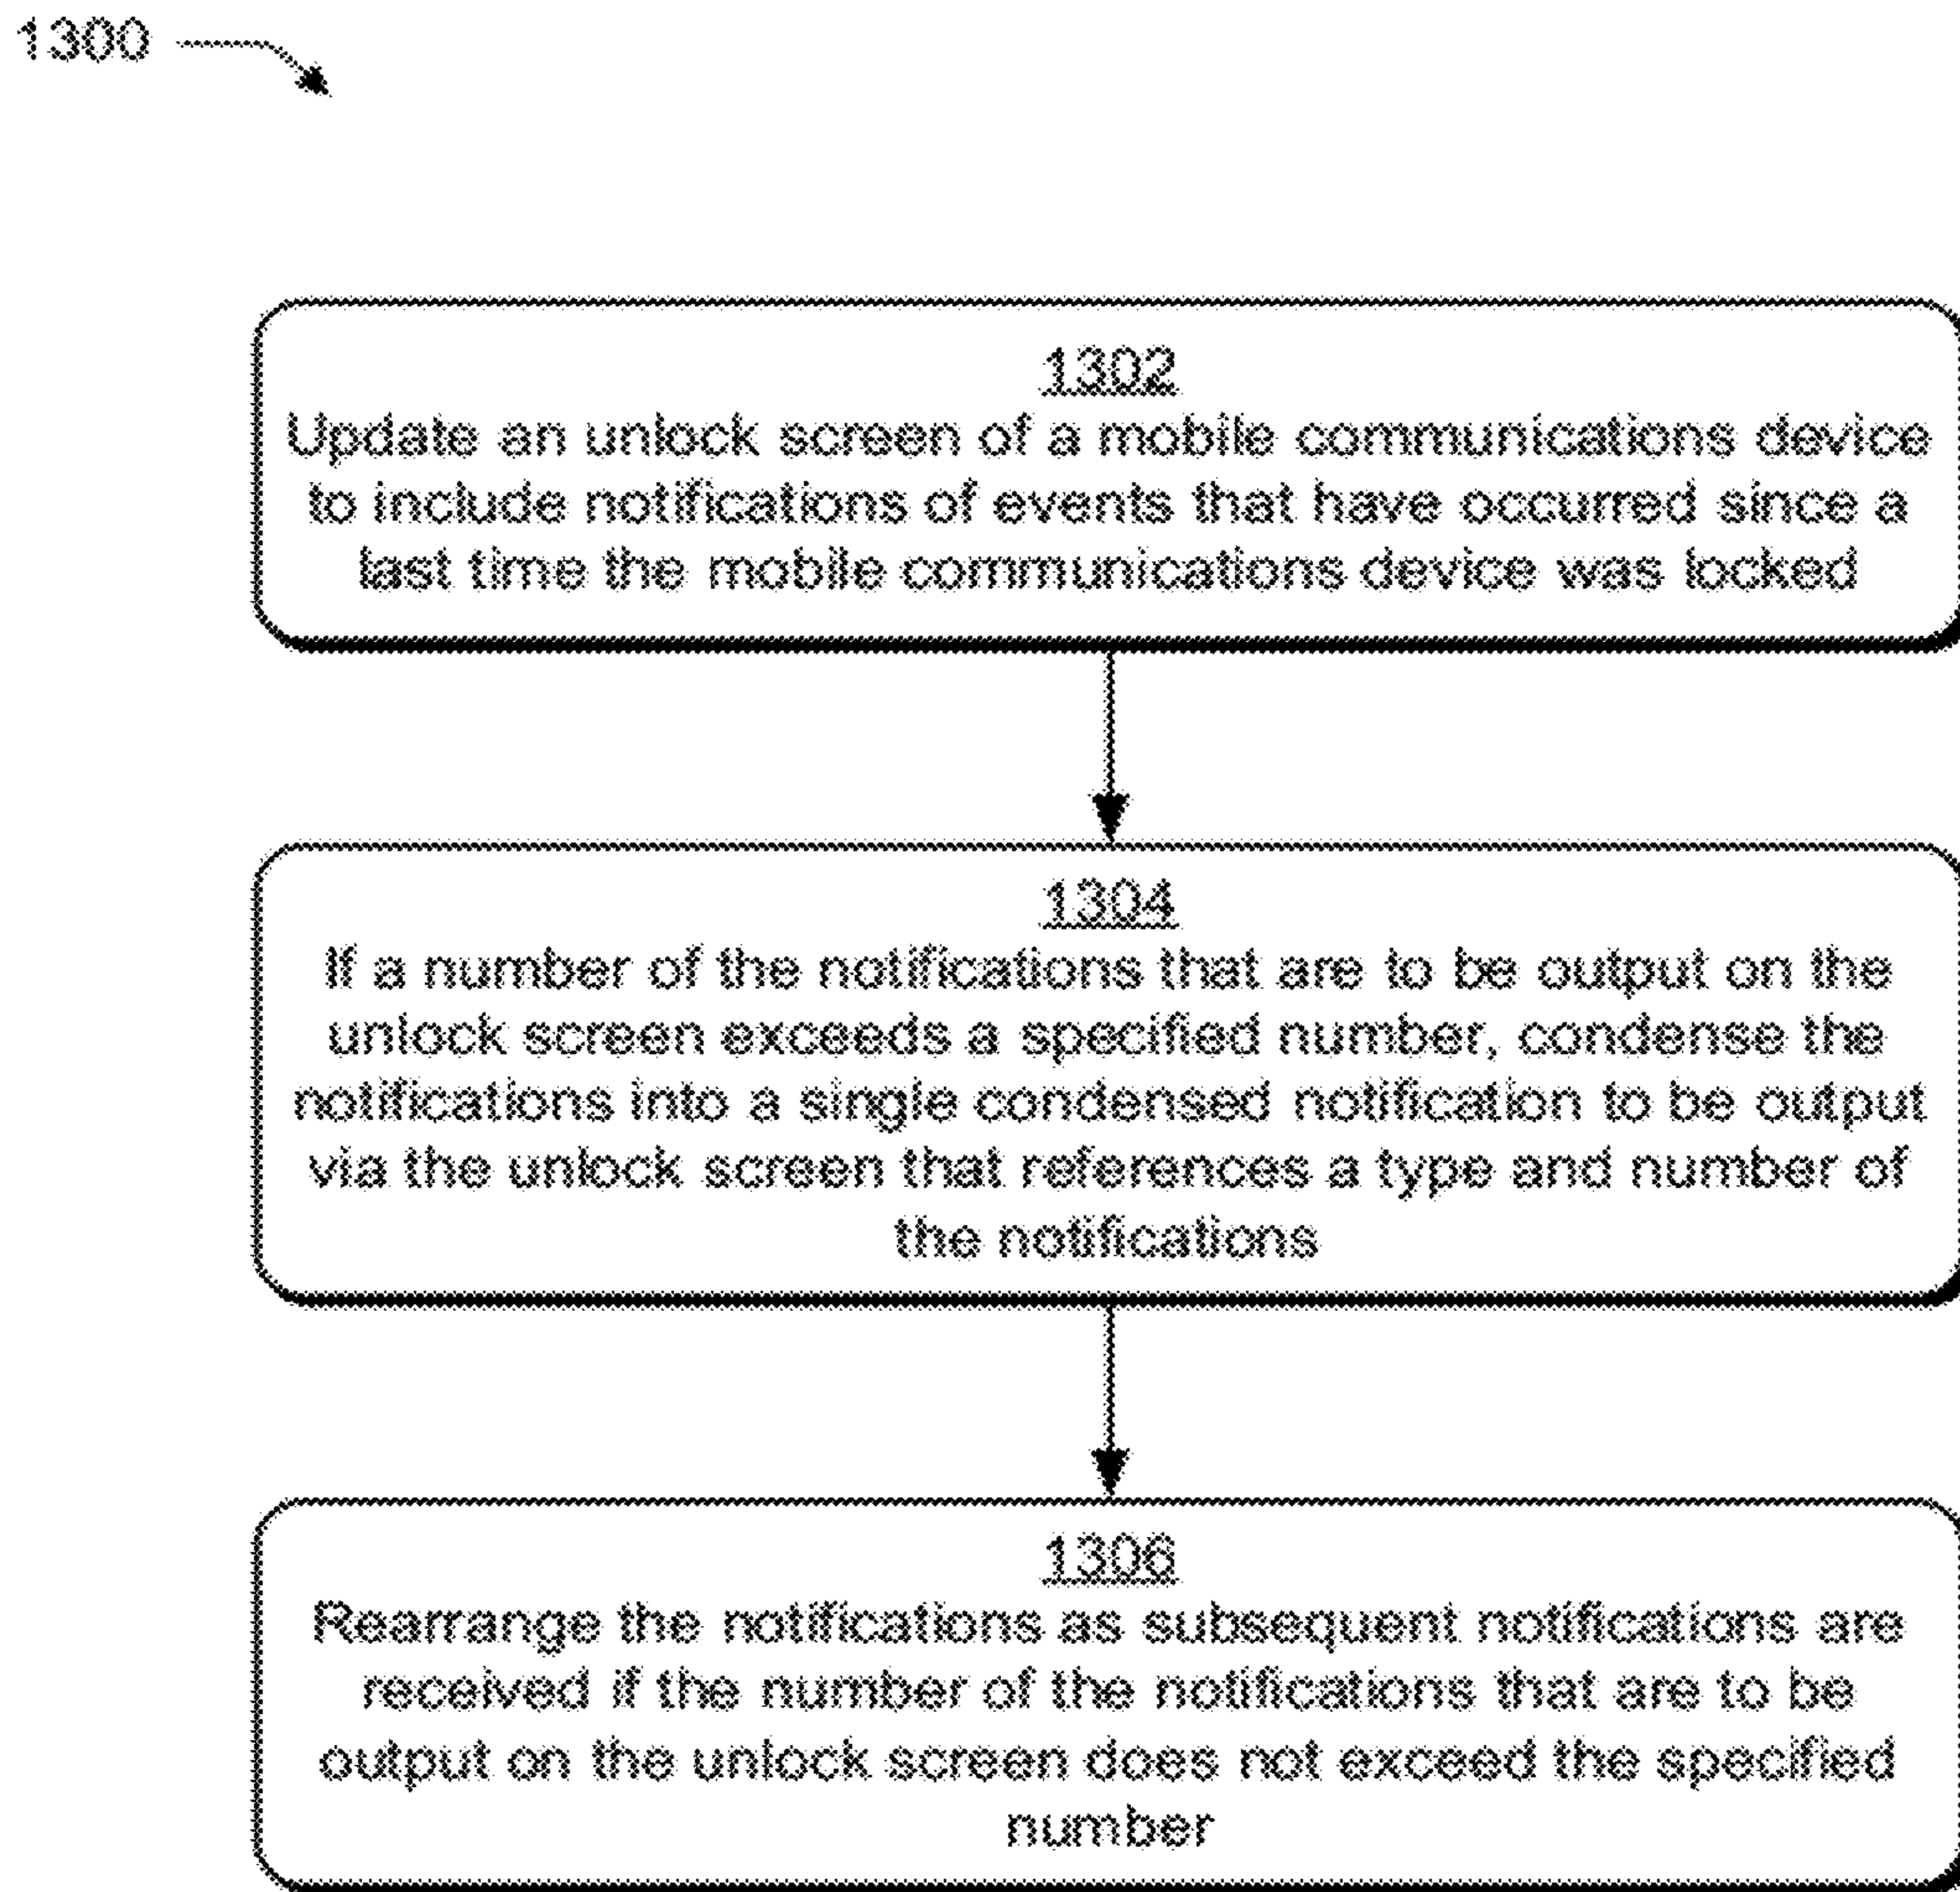 1300
1302
Update an unlock screen of a mobile communications device
to include notifications of events that have occurred since a
last time the mobile communications device was locked
1304
If a number of the notifications that are to be output on the
unlock screen exceeds a specified number, condense the
notifications into a single condensed notification to be output
via the unlock screen that references a type and number of
the notifications
1306
Rearrange the notifications as subsequent notifications are
received if the number of the notifications that are to be
output on the unlock screen does not exceed the specified
number